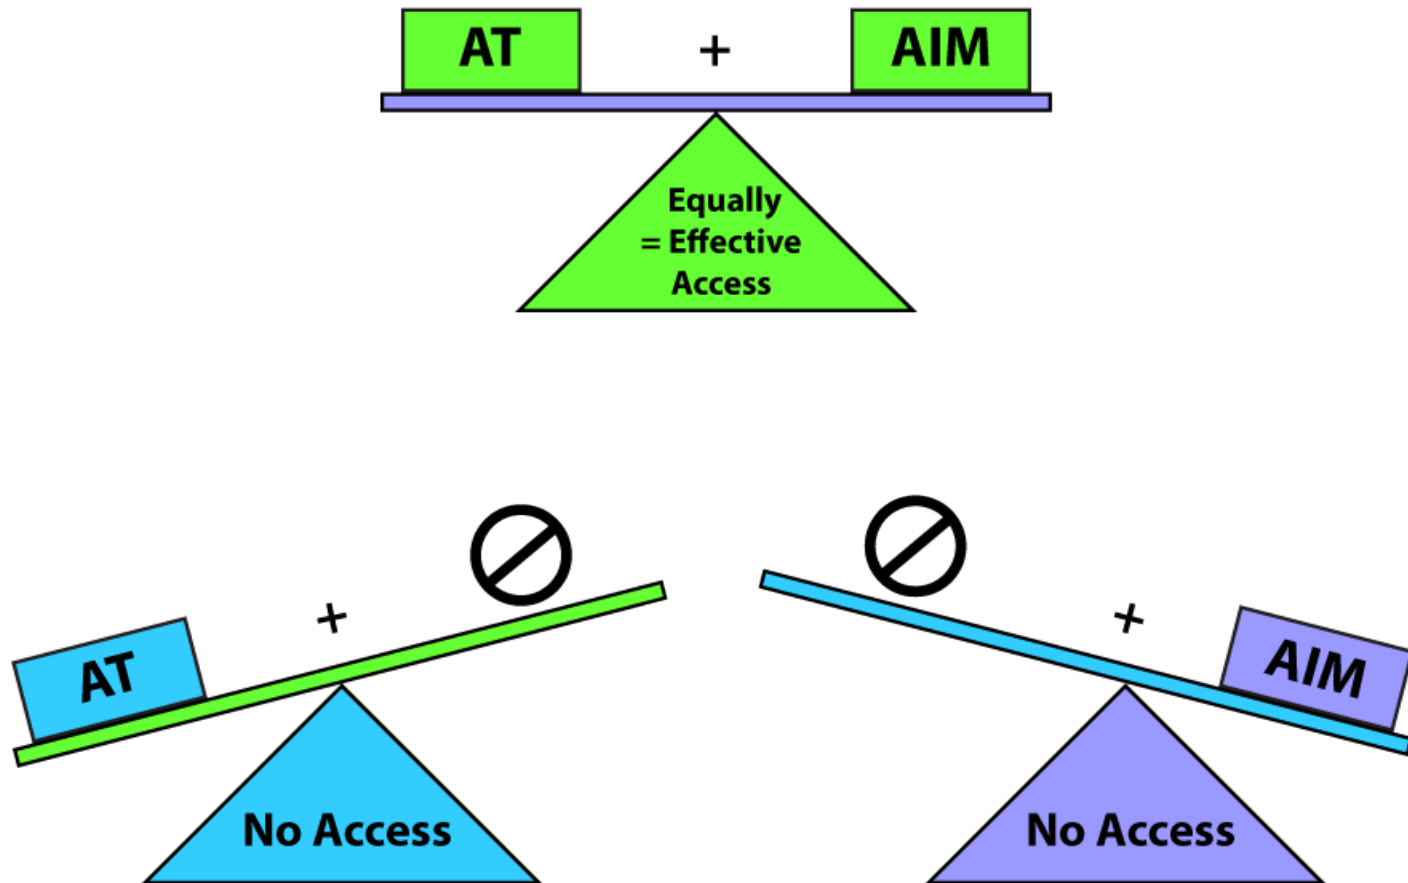 AT + AIM
Equally
= Effective
Access
AT +
No Access
+ AIM
No Access